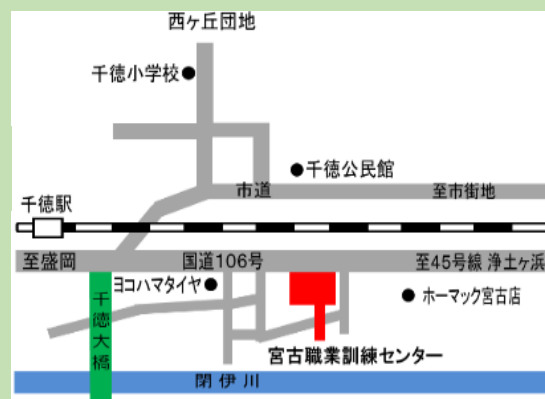 西ヶ丘団地
千徳小学校
千徳公民館
市道
至市街地
千徳駅
至盛岡
国道106号
至45号線 浄土ヶ浜
ヨコハマタイヤ
ホーマック宮古店
千徳大橋
宮古職業訓練センター
閉伊川